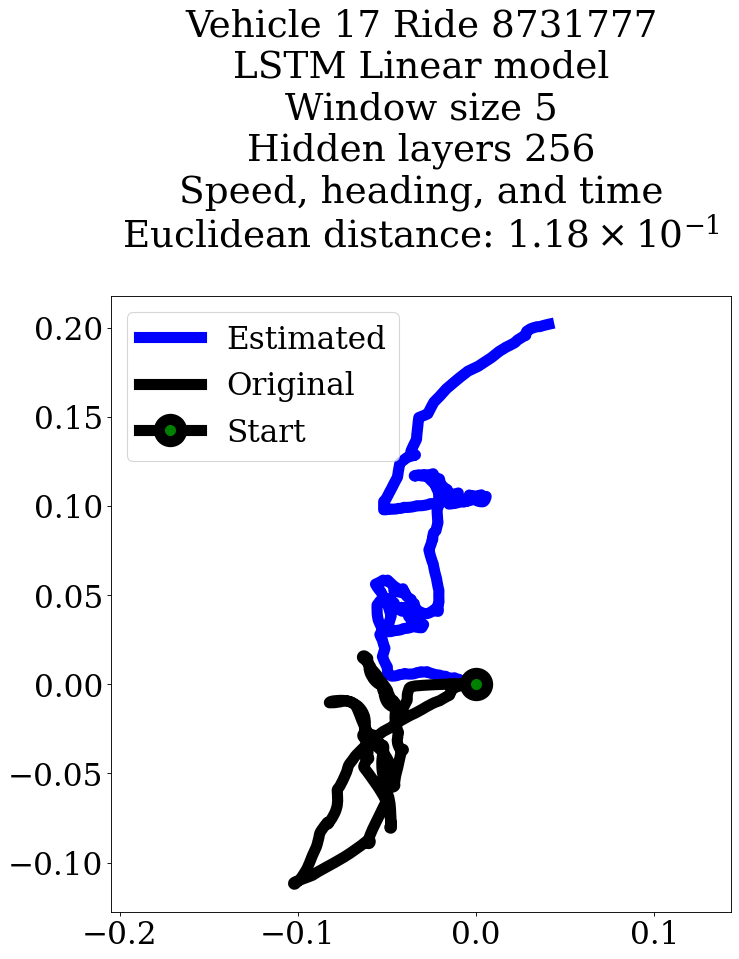 Vehicle 17 Ride 8731777
LSTM Linear model
Window size 5
Hidden layers 256
Speed, heading, and time
Euclidean distance: 1.18 × 10⁻¹
Estimated
Original
Start
0.20
0.15
0.10
0.05
0.00
−0.05
−0.10
−0.2
−0.1
0.0
0.1